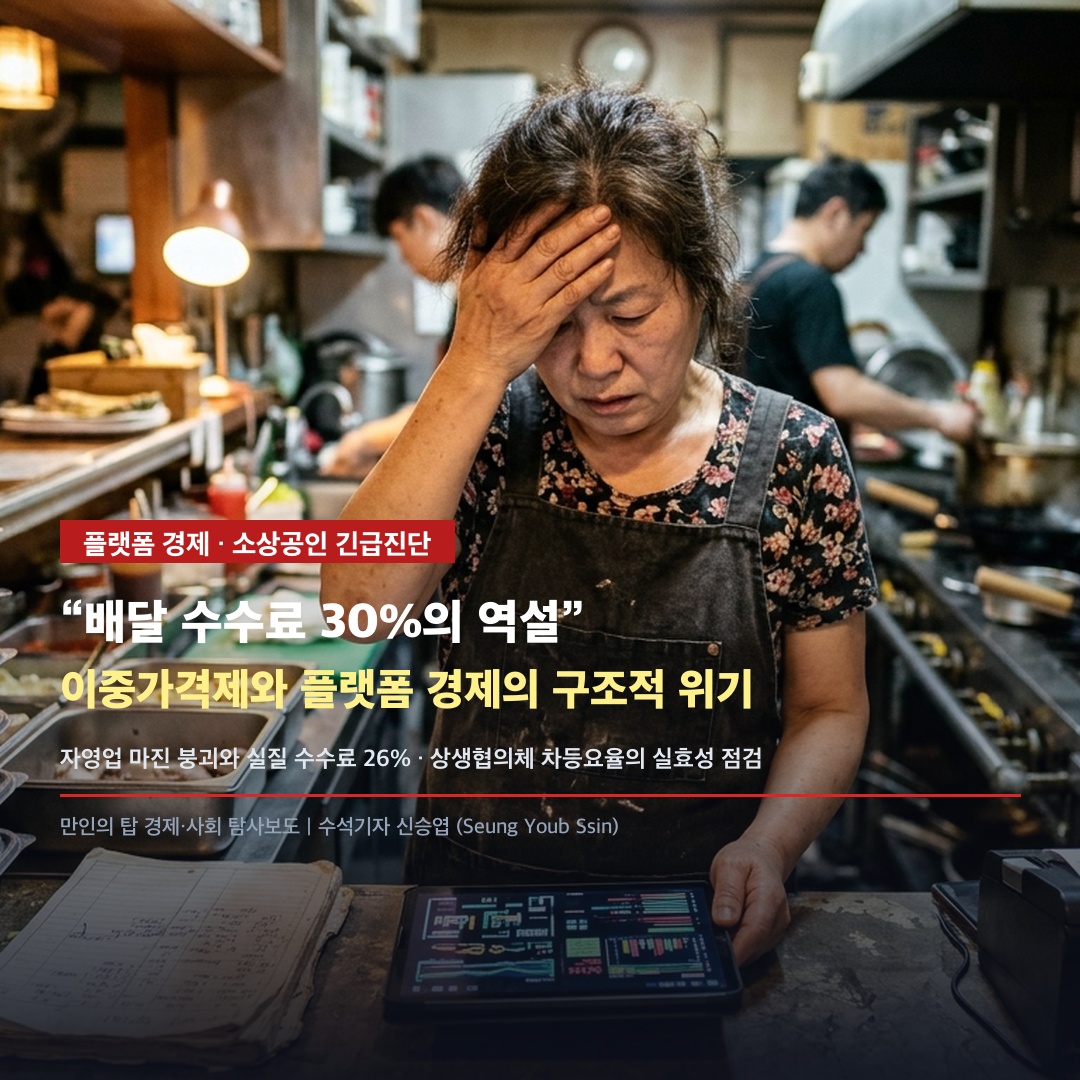 플랫폼 경제 · 소상공인 긴급진단
“배달 수수료 30%의 역설”
이중가격제와 플랫폼 경제의 구조적 위기
자영업 마진 붕괴와 실질 수수료 26% · 상생협의체 차등요율의 실효성 점검
만인의 탑 경제·사회 탐사보도 | 수석기자 신승엽 (Seung Youb Ssin)